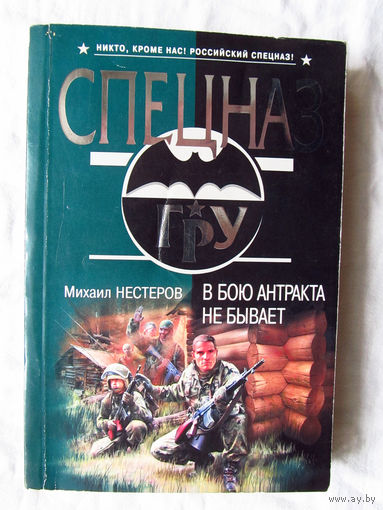 ★ НИКТО, КРОМЕ НАС! РОССИЙСКИЙ СПЕЦНАЗ! ★
СПЕЦНАЗ
ГРУ
Михаил НЕСТЕРОВ
В БОЮ АНТРАКТА
НЕ БЫВАЕТ
www.ay.by